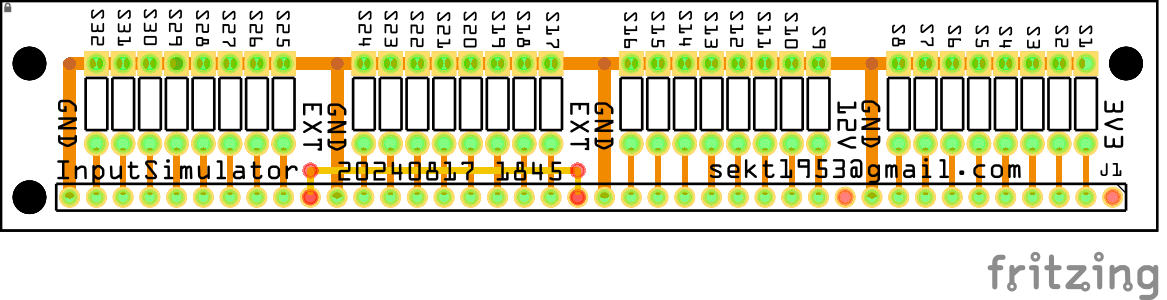 S32 S31 S30 S29 S28 S27 S26 S25 S24 S23 S22 S21 S20 S19 S18 S17 S16 S15 S14 S13 S12 S11 S10 S9 S8 S7 S6 S5 S4 S3 S2 S1
GND EXT GND EXT GND 12V GND 3V3
InputSimulator 20240817 1845 sekt1953@gmail.com J1
fritzing